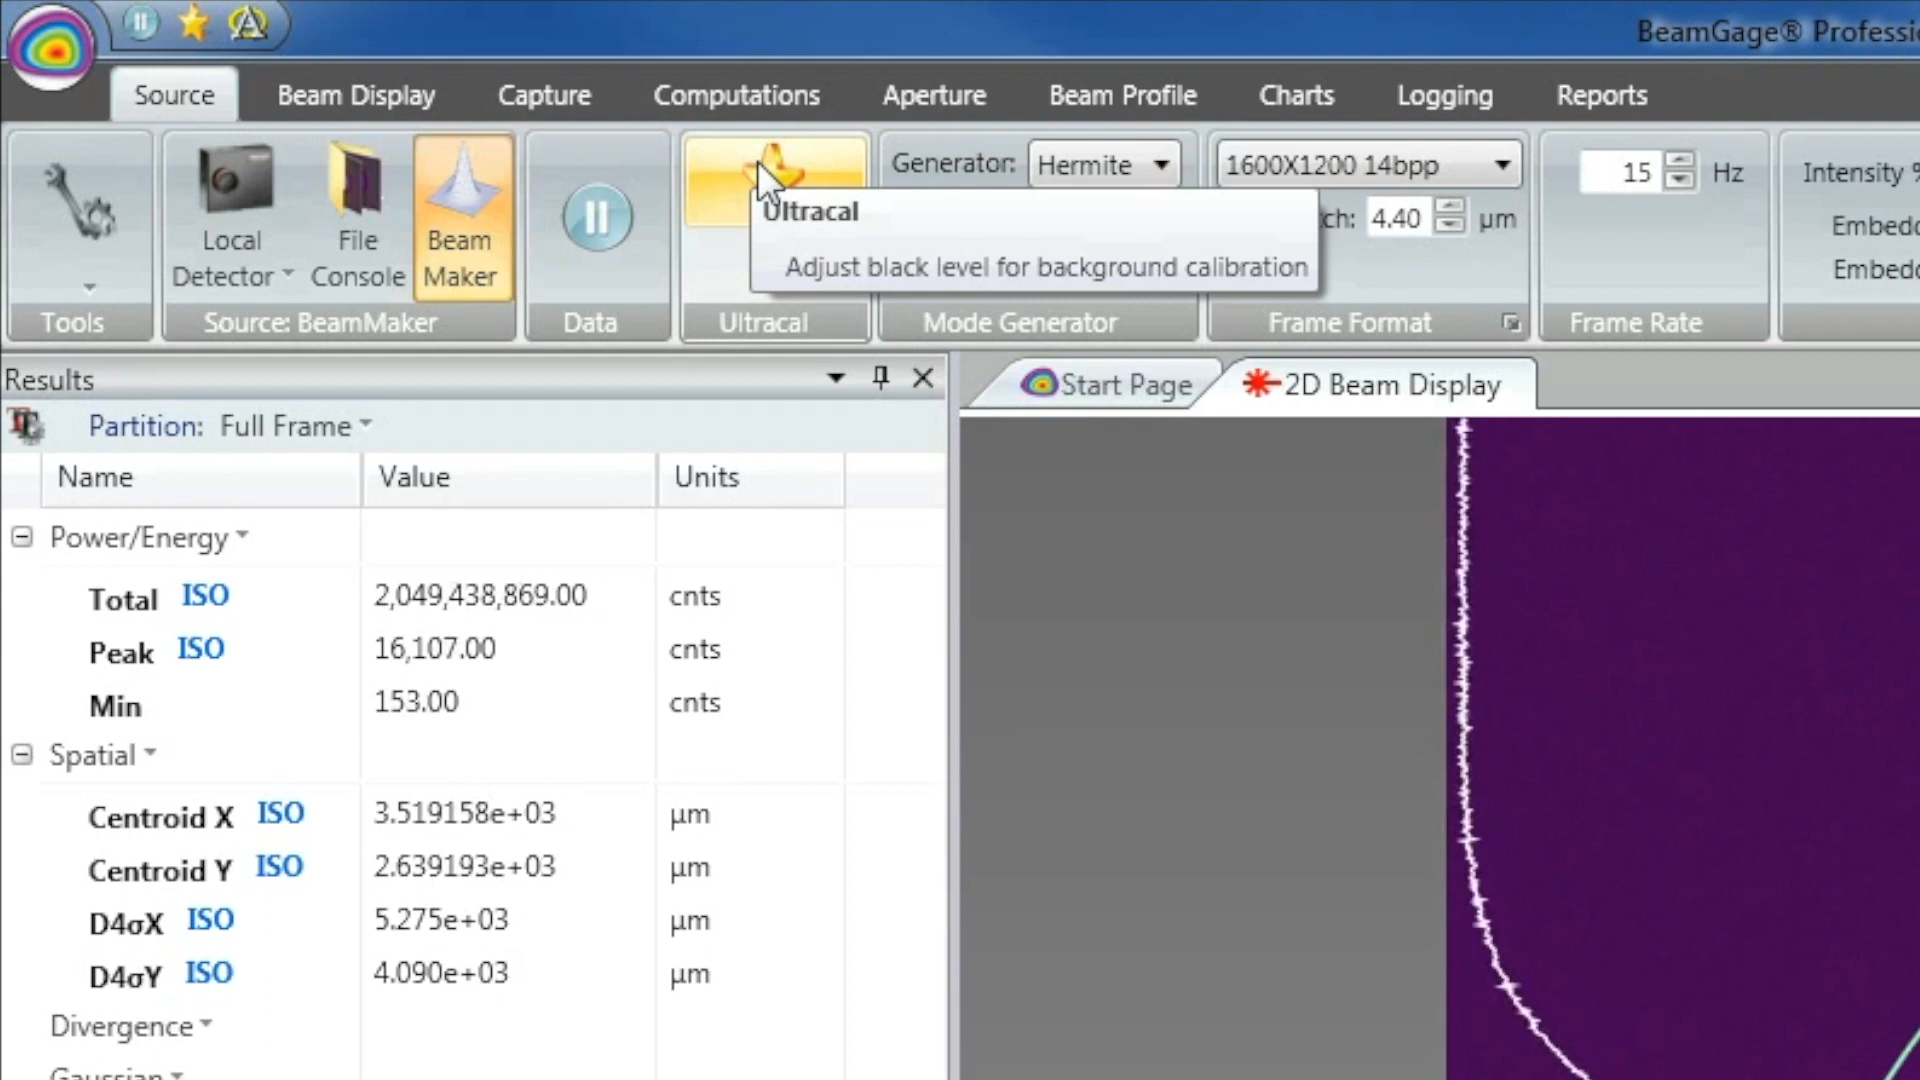 BeamGage® Professi
Source Beam Display Capture Computations Aperture Beam Profile Charts Logging Reports
Local Detector
File Console
Beam Maker
Generator: Hermite
1600X1200 14bpp
15 Hz
Intensity %
Ultracal
Adjust black level for background calibration
ch: 4.40 µm
Embedd
Embedd
Tools Source: BeamMaker Data Ultracal Mode Generator Frame Format Frame Rate
Results
Start Page 2D Beam Display
Partition: Full Frame
Name Value Units
Power/Energy
Total ISO 2,049,438,869.00 cnts
Peak ISO 16,107.00 cnts
Min 153.00 cnts
Spatial
Centroid X ISO 3.519158e+03 µm
Centroid Y ISO 2.639193e+03 µm
D4σX ISO 5.275e+03 µm
D4σY ISO 4.090e+03 µm
Divergence
Gaussian